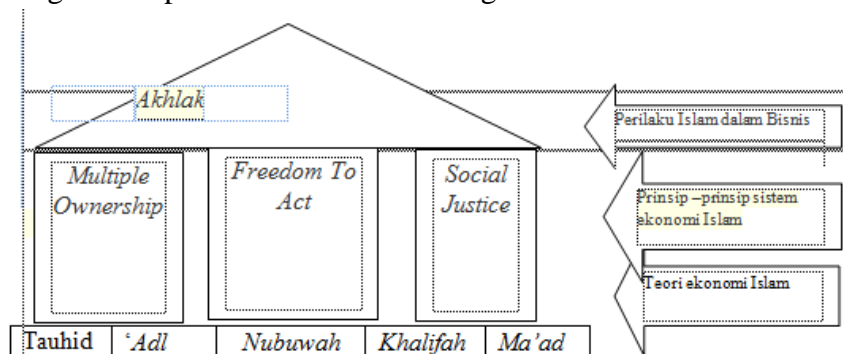 Akhlak
Perilaku Islam dalam Bisnis
Multiple
Ownership
Freedom To
Act
Social
Justice
Prinsip –prinsip sistem
ekonomi Islam
Teori ekonomi Islam
Tauhid ‘Adl Nubuwah Khalifah Ma’ad